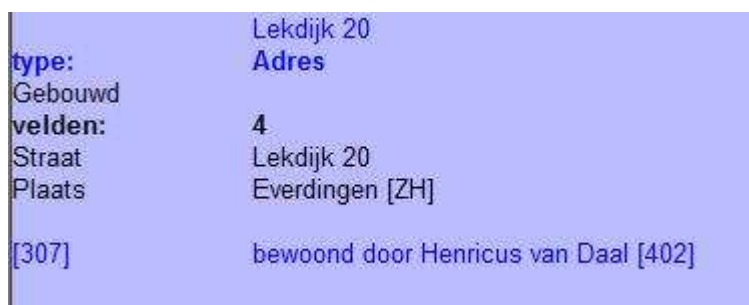 Lekdijk 20
type: Adres
Gebouwd
velden: 4
Straat Lekdijk 20
Plaats Everdingen [ZH]
[307] bewoond door Henricus van Daal [402]